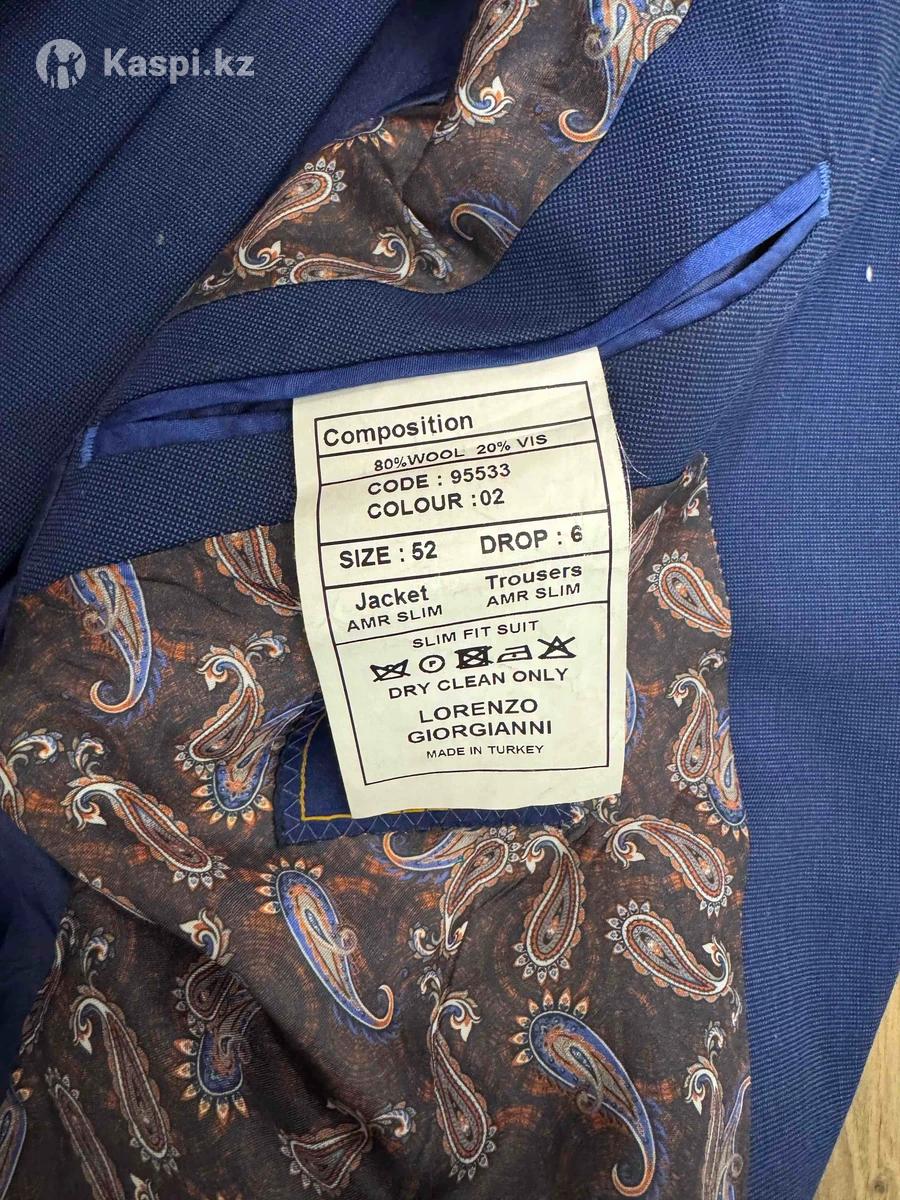 Kaspi.kz
Composition
80%WOOL 20% VIS
CODE : 95533
COLOUR :02
SIZE : 52 DROP : 6
Jacket Trousers
AMR SLIM AMR SLIM
SLIM FIT SUIT
P
DRY CLEAN ONLY
LORENZO
GIORGIANNI
MADE IN TURKEY